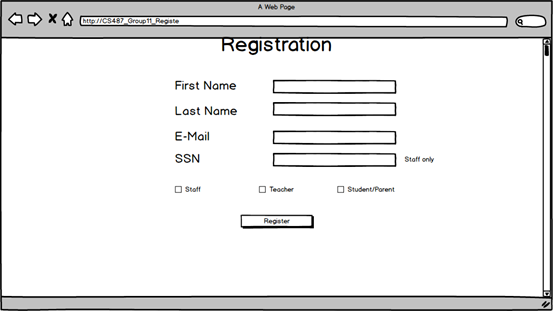 A Web Page
http://CS487_Group11_Registe
Registration
First Name
Last Name
E-Mail
SSN Staff only
Staff Teacher Student/Parent
Register